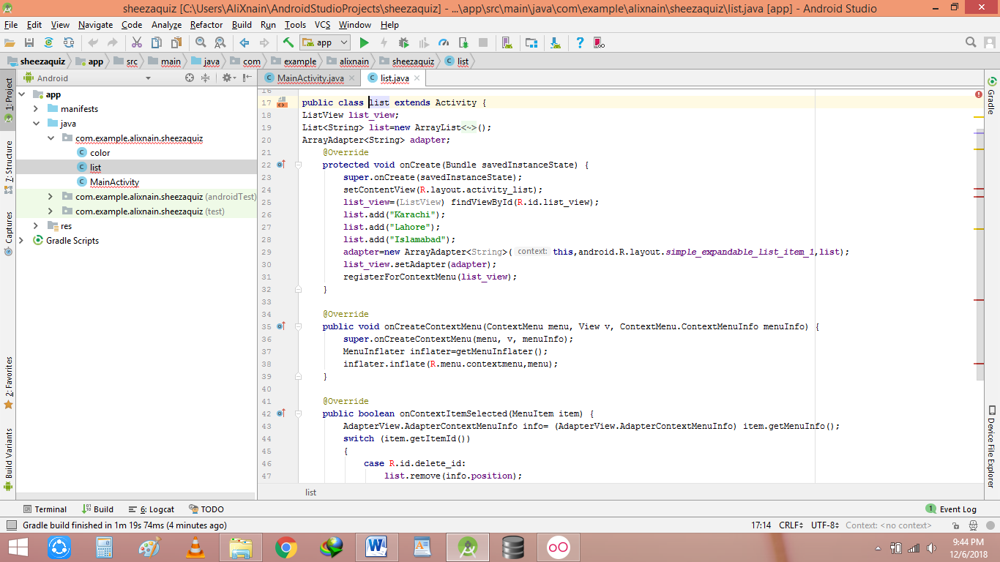 sheezaquiz [C:\Users\AliXnain\AndroidStudioProjects\sheezaquiz] - ...\app\src\main\java\com\example\alixnain\sheezaquiz\list.java [app] - Android Studio
File Edit View Navigate Code Analyze Refactor Build Run Tools VCS Window Help
app
sheezaquiz app src main java com example alixnain sheezaquiz list
Android
MainActivity.java list.java
1: Project
7: Structure
Captures
2: Favorites
Build Variants
app
manifests
java
com.example.alixnain.sheezaquiz
color
list
MainActivity
com.example.alixnain.sheezaquiz (androidTest)
com.example.alixnain.sheezaquiz (test)
res
Gradle Scripts
16
17 public class list extends Activity {
18 ListView list_view;
19 List<String> list=new ArrayList<~>();
20 ArrayAdapter<String> adapter;
21 @Override
22 protected void onCreate(Bundle savedInstanceState) {
23 super.onCreate(savedInstanceState);
24 setContentView(R.layout.activity_list);
25 list_view=(ListView) findViewById(R.id.list_view);
26 list.add("Karachi");
27 list.add("Lahore");
28 list.add("Islamabad");
29 adapter=new ArrayAdapter<String>( context: this,android.R.layout.simple_expandable_list_item_1,list);
30 list_view.setAdapter(adapter);
31 registerForContextMenu(list_view);
32 }
33
34 @Override
35 public void onCreateContextMenu(ContextMenu menu, View v, ContextMenu.ContextMenuInfo menuInfo) {
36 super.onCreateContextMenu(menu, v, menuInfo);
37 MenuInflater inflater=getMenuInflater();
38 inflater.inflate(R.menu.contextmenu,menu);
39 }
40
41 @Override
42 public boolean onContextItemSelected(MenuItem item) {
43 AdapterView.AdapterContextMenuInfo info= (AdapterView.AdapterContextMenuInfo) item.getMenuInfo();
44 switch (item.getItemId())
45 {
46 case R.id.delete_id:
47 list.remove(info.position);
list
Gradle
Device File Explorer
Terminal Build 6: Logcat TODO
1 Event Log
Gradle build finished in 1m 19s 74ms (4 minutes ago)
17:14 CRLF UTF-8 Context: <no context>
9:44 PM
12/6/2018